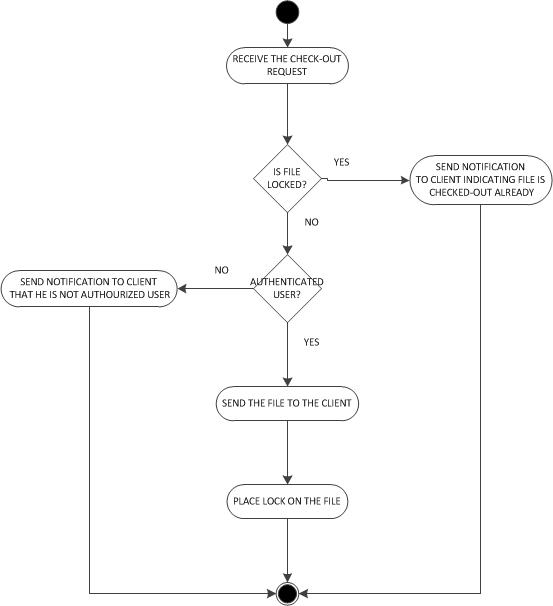 RECEIVE THE CHECK-OUT
REQUEST
IS FILE
LOCKED?
YES
SEND NOTIFICATION
TO CLIENT INDICATING FILE IS
CHECKED-OUT ALREADY
NO
AUTHENTICATED
USER?
NO
SEND NOTIFICATION TO CLIENT
THAT HE IS NOT AUTHOURIZED USER
YES
SEND THE FILE TO THE CLIENT
PLACE LOCK ON THE FILE